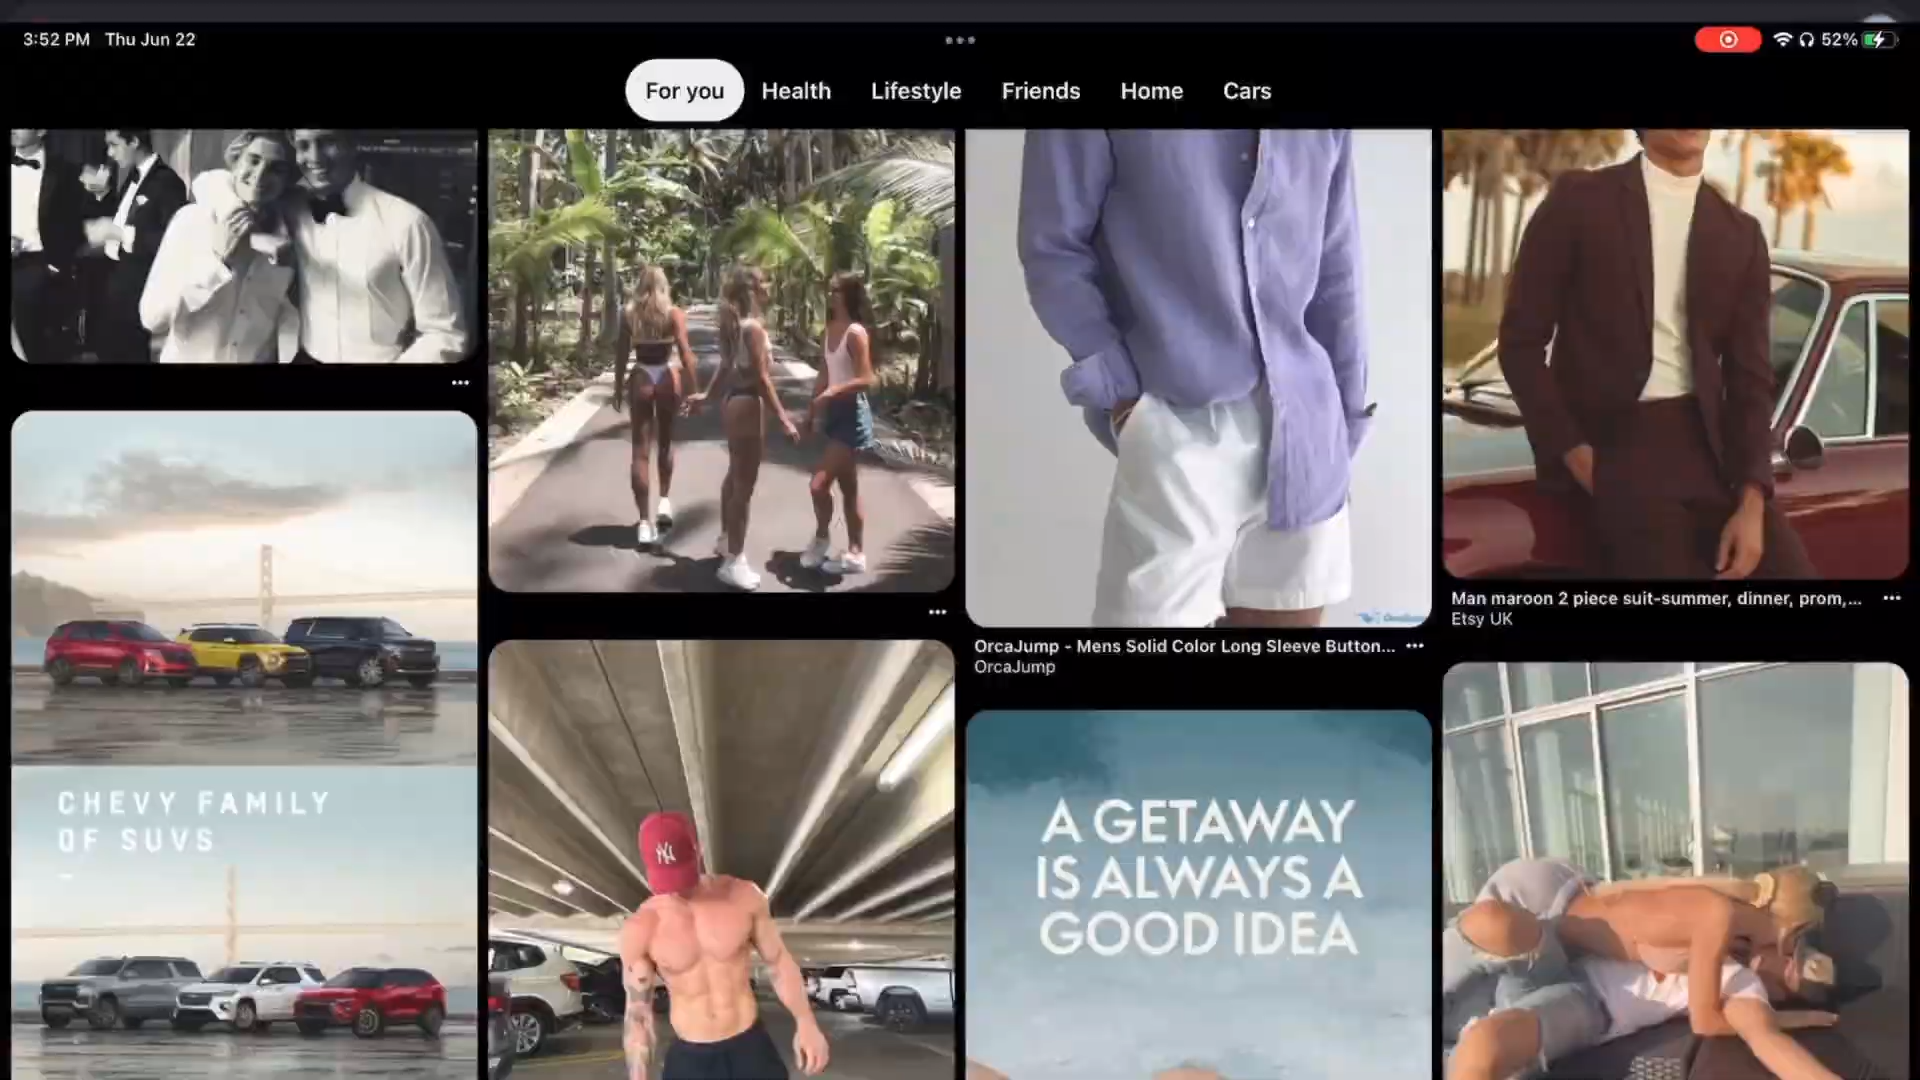 3:52 PM Thu Jun 22
52%
For you Health Lifestyle Friends Home Cars
CHEVY FAMILY
OF SUVS
NY
OrcaJump - Mens Solid Color Long Sleeve Button...
OrcaJump
A GETAWAY
IS ALWAYS A
GOOD IDEA
Man maroon 2 piece suit-summer, dinner, prom,...
Etsy UK